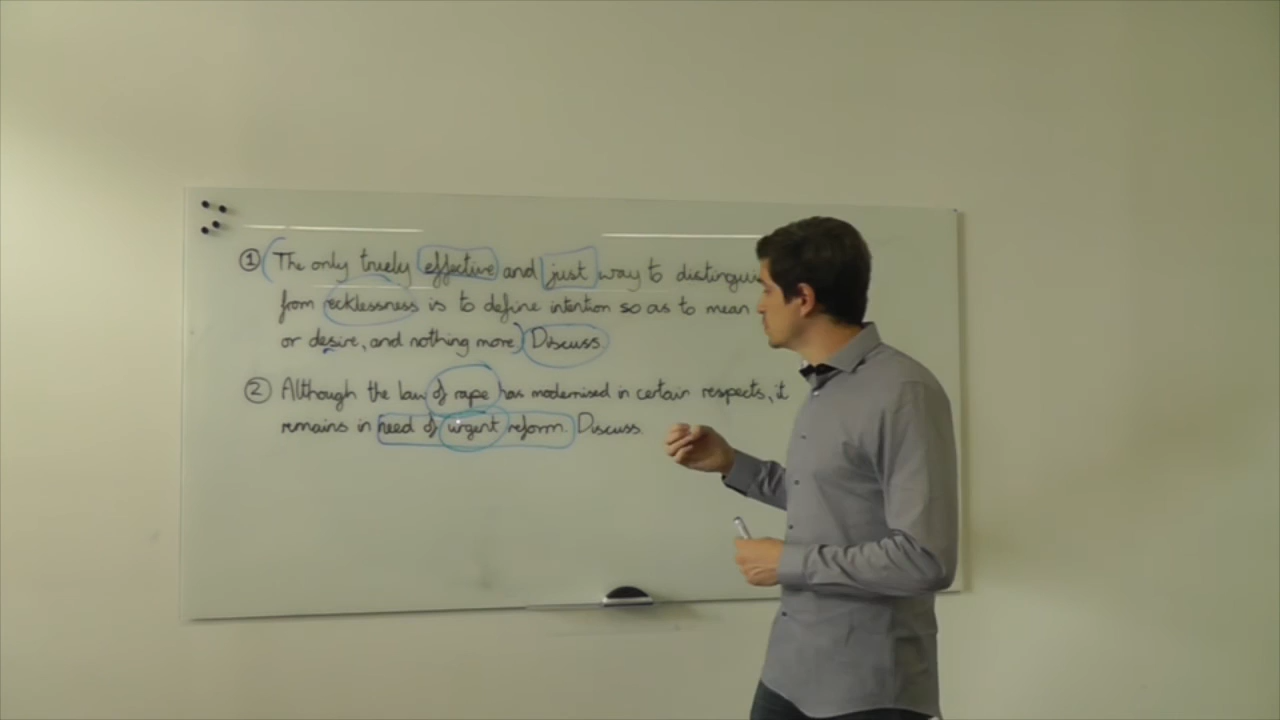 ① The only truely effective and just way to
from recklessness is to define intention so as to mean
or desire, and nothing more) Discuss.
② Although the law of rape has modernised in certain respects, it
remains in need of urgent reform. Discuss.